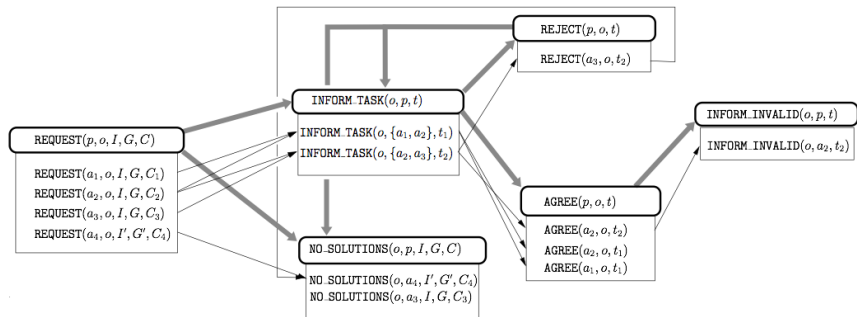 REJECT(p, o, t)
REJECT(a₃, o, t₂)
INFORM_TASK(o, p, t)
INFORM_TASK(o, {a₁, a₂}, t₁)
INFORM_TASK(o, {a₂, a₃}, t₂)
INFORM_INVALID(o, p, t)
INFORM_INVALID(o, a₂, t₂)
REQUEST(p, o, I, G, C)
REQUEST(a₁, o, I, G, C₁)
REQUEST(a₂, o, I, G, C₂)
REQUEST(a₃, o, I, G, C₃)
REQUEST(a₄, o, I′, G′, C₄)
AGREE(p, o, t)
AGREE(a₂, o, t₂)
AGREE(a₂, o, t₁)
AGREE(a₁, o, t₁)
NO_SOLUTIONS(o, p, I, G, C)
NO_SOLUTIONS(o, a₄, I′, G′, C₄)
NO_SOLUTIONS(o, a₃, I, G, C₃)